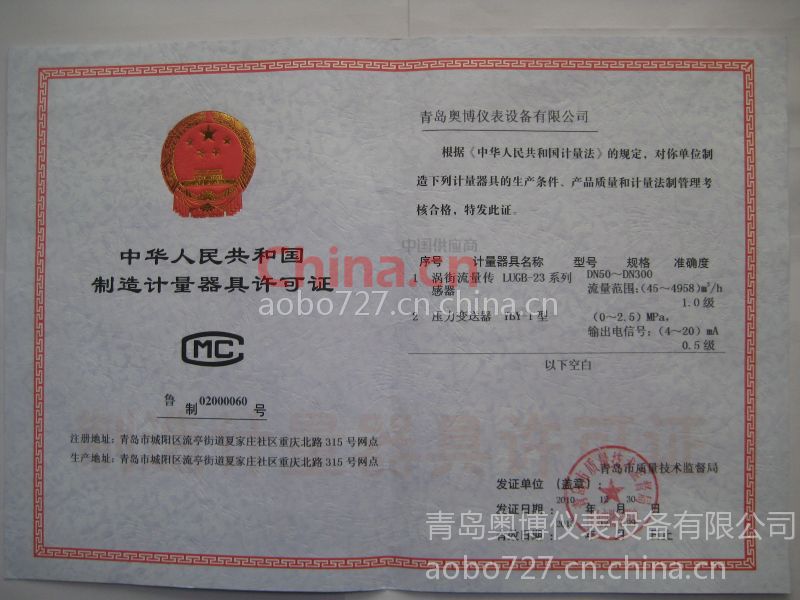 中华人民共和国
制造计量器具许可证
CMC
鲁
制 02000060 号
注册地址：青岛市城阳区流亭街道夏家庄社区重庆北路 315 号网点
生产地址：青岛市城阳区流亭街道夏家庄社区重庆北路 315 号网点
青岛奥博仪表设备有限公司
根据《中华人民共和国计量法》的规定，对你单位制
造下列计量器具的生产条件、产品质量和计量法制管理考
核合格，特发此证。
序号 计量器具名称 型号 规格 准确度
1 涡街流量传 LUGB-23 系列 DN50～DN300
感器 流量范围：(45～4958)m³/h
1.0 级
2 压力变送器 YBY-1 型 (0～2.5) MPa，
输出电信号：(4～20) mA
0.5 级
以下空白
青岛市质量技术监督局
发证单位（盖章）：
发证日期： 2010 年 12 月 30 日
有效日期：
China.cn
中国供应商
aobo727.cn.china.cn
青岛奥博仪表设备有限公司
aobo727.cn.china.cn